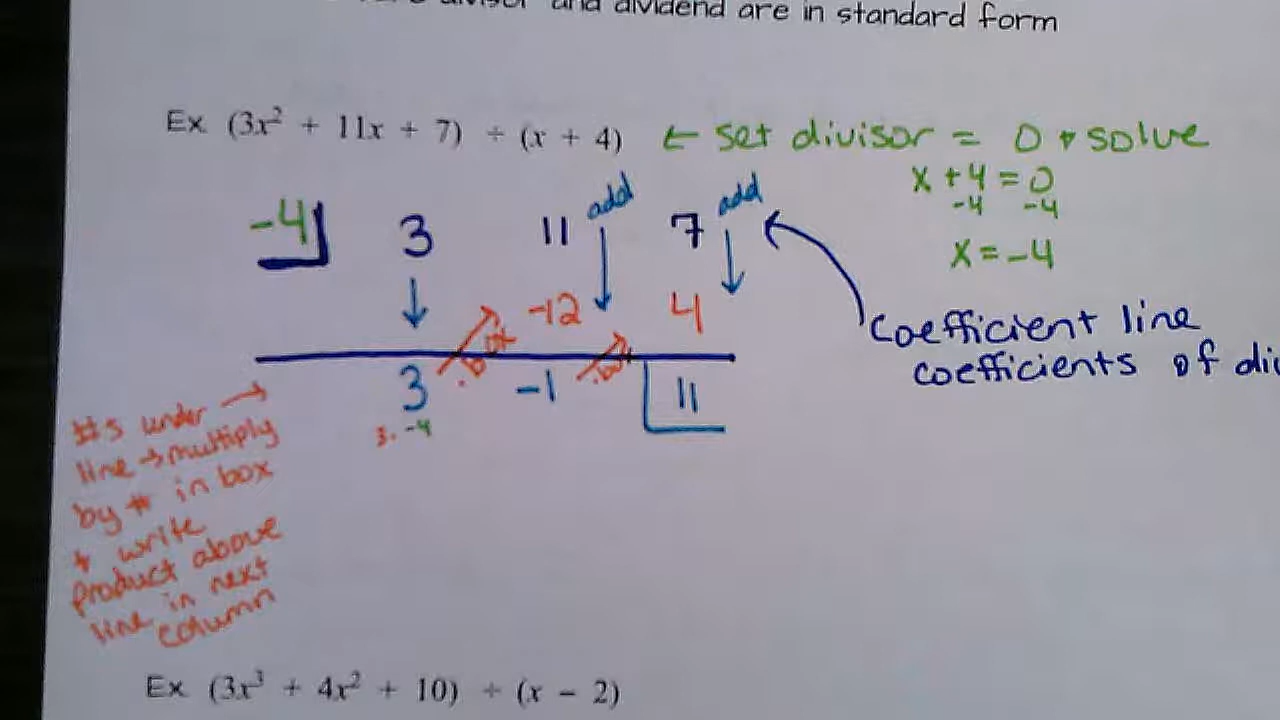 divisor and dividend are in standard form
Ex (3x² + 11x + 7) ÷ (x + 4) ← set divisor = 0 + solve
x + 4 = 0
-4 -4
x = -4
-4 3 11 add 7 add
-12 4
3 -1 11
3. -4
coefficient line
coefficients of
#s under →
line → multiply
by # in box
+ write
product above
line in next
column
Ex (3x³ + 4x² + 10) ÷ (x - 2)